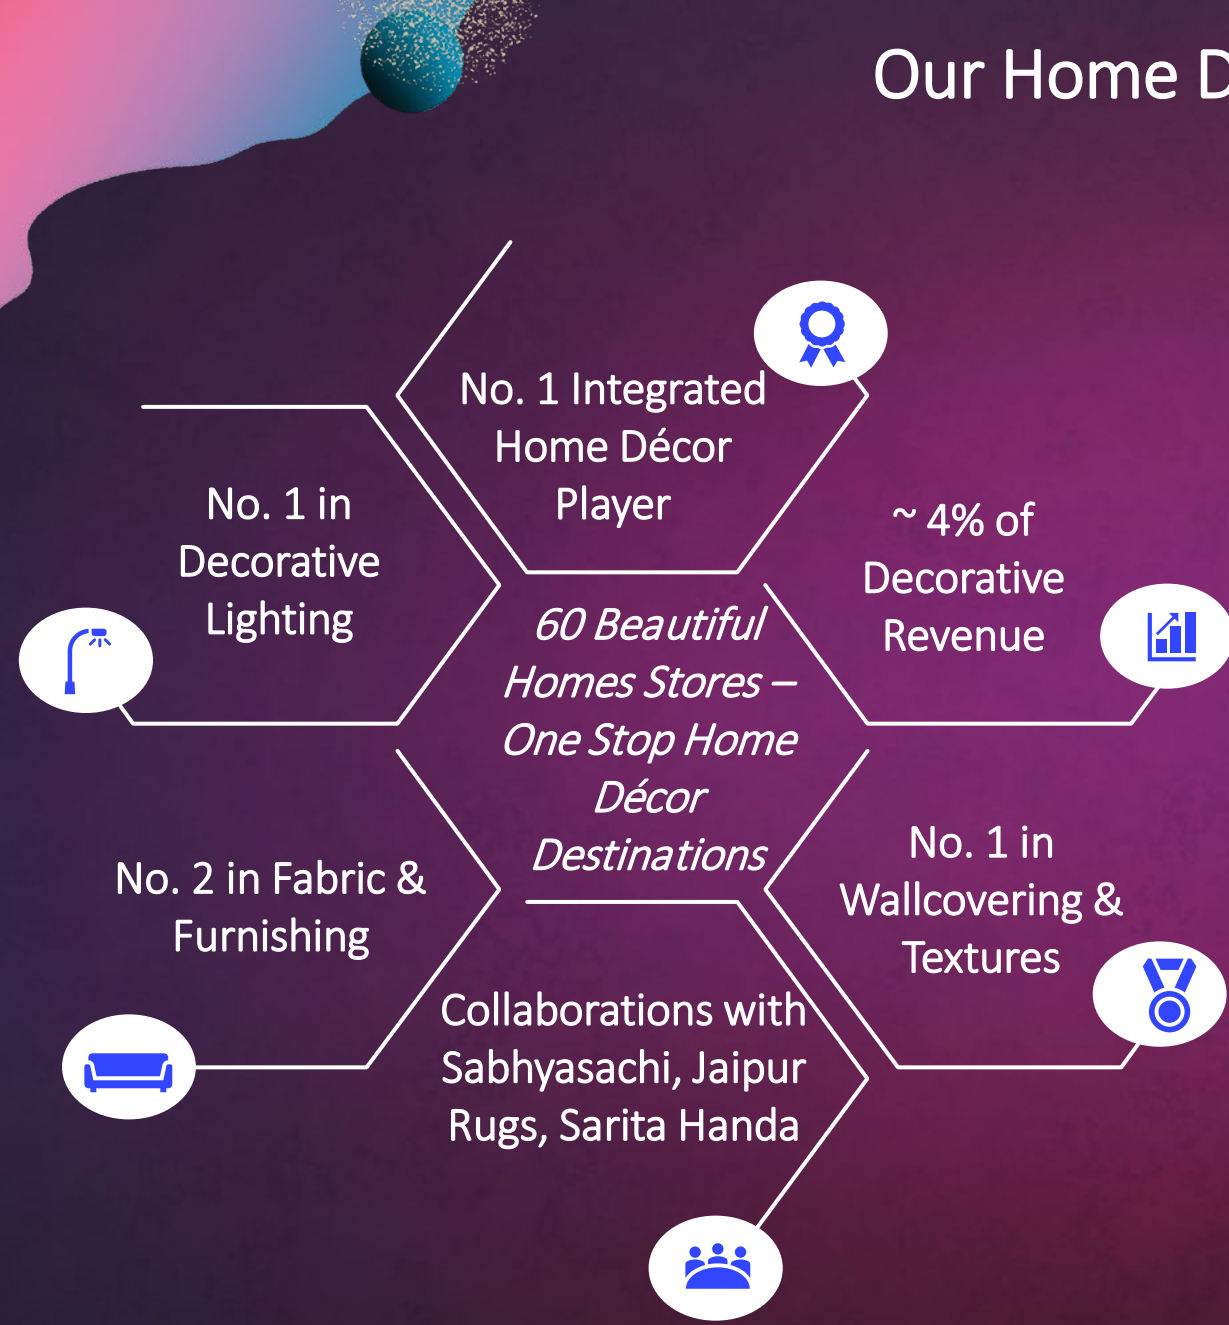 Our Home D
No. 1 Integrated
Home Décor
Player
No. 1 in
Decorative
Lighting
~ 4% of
Decorative
Revenue
60 Beautiful
Homes Stores –
One Stop Home
Décor
Destinations
No. 2 in Fabric &
Furnishing
No. 1 in
Wallcovering &
Textures
Collaborations with
Sabhyasachi, Jaipur
Rugs, Sarita Handa